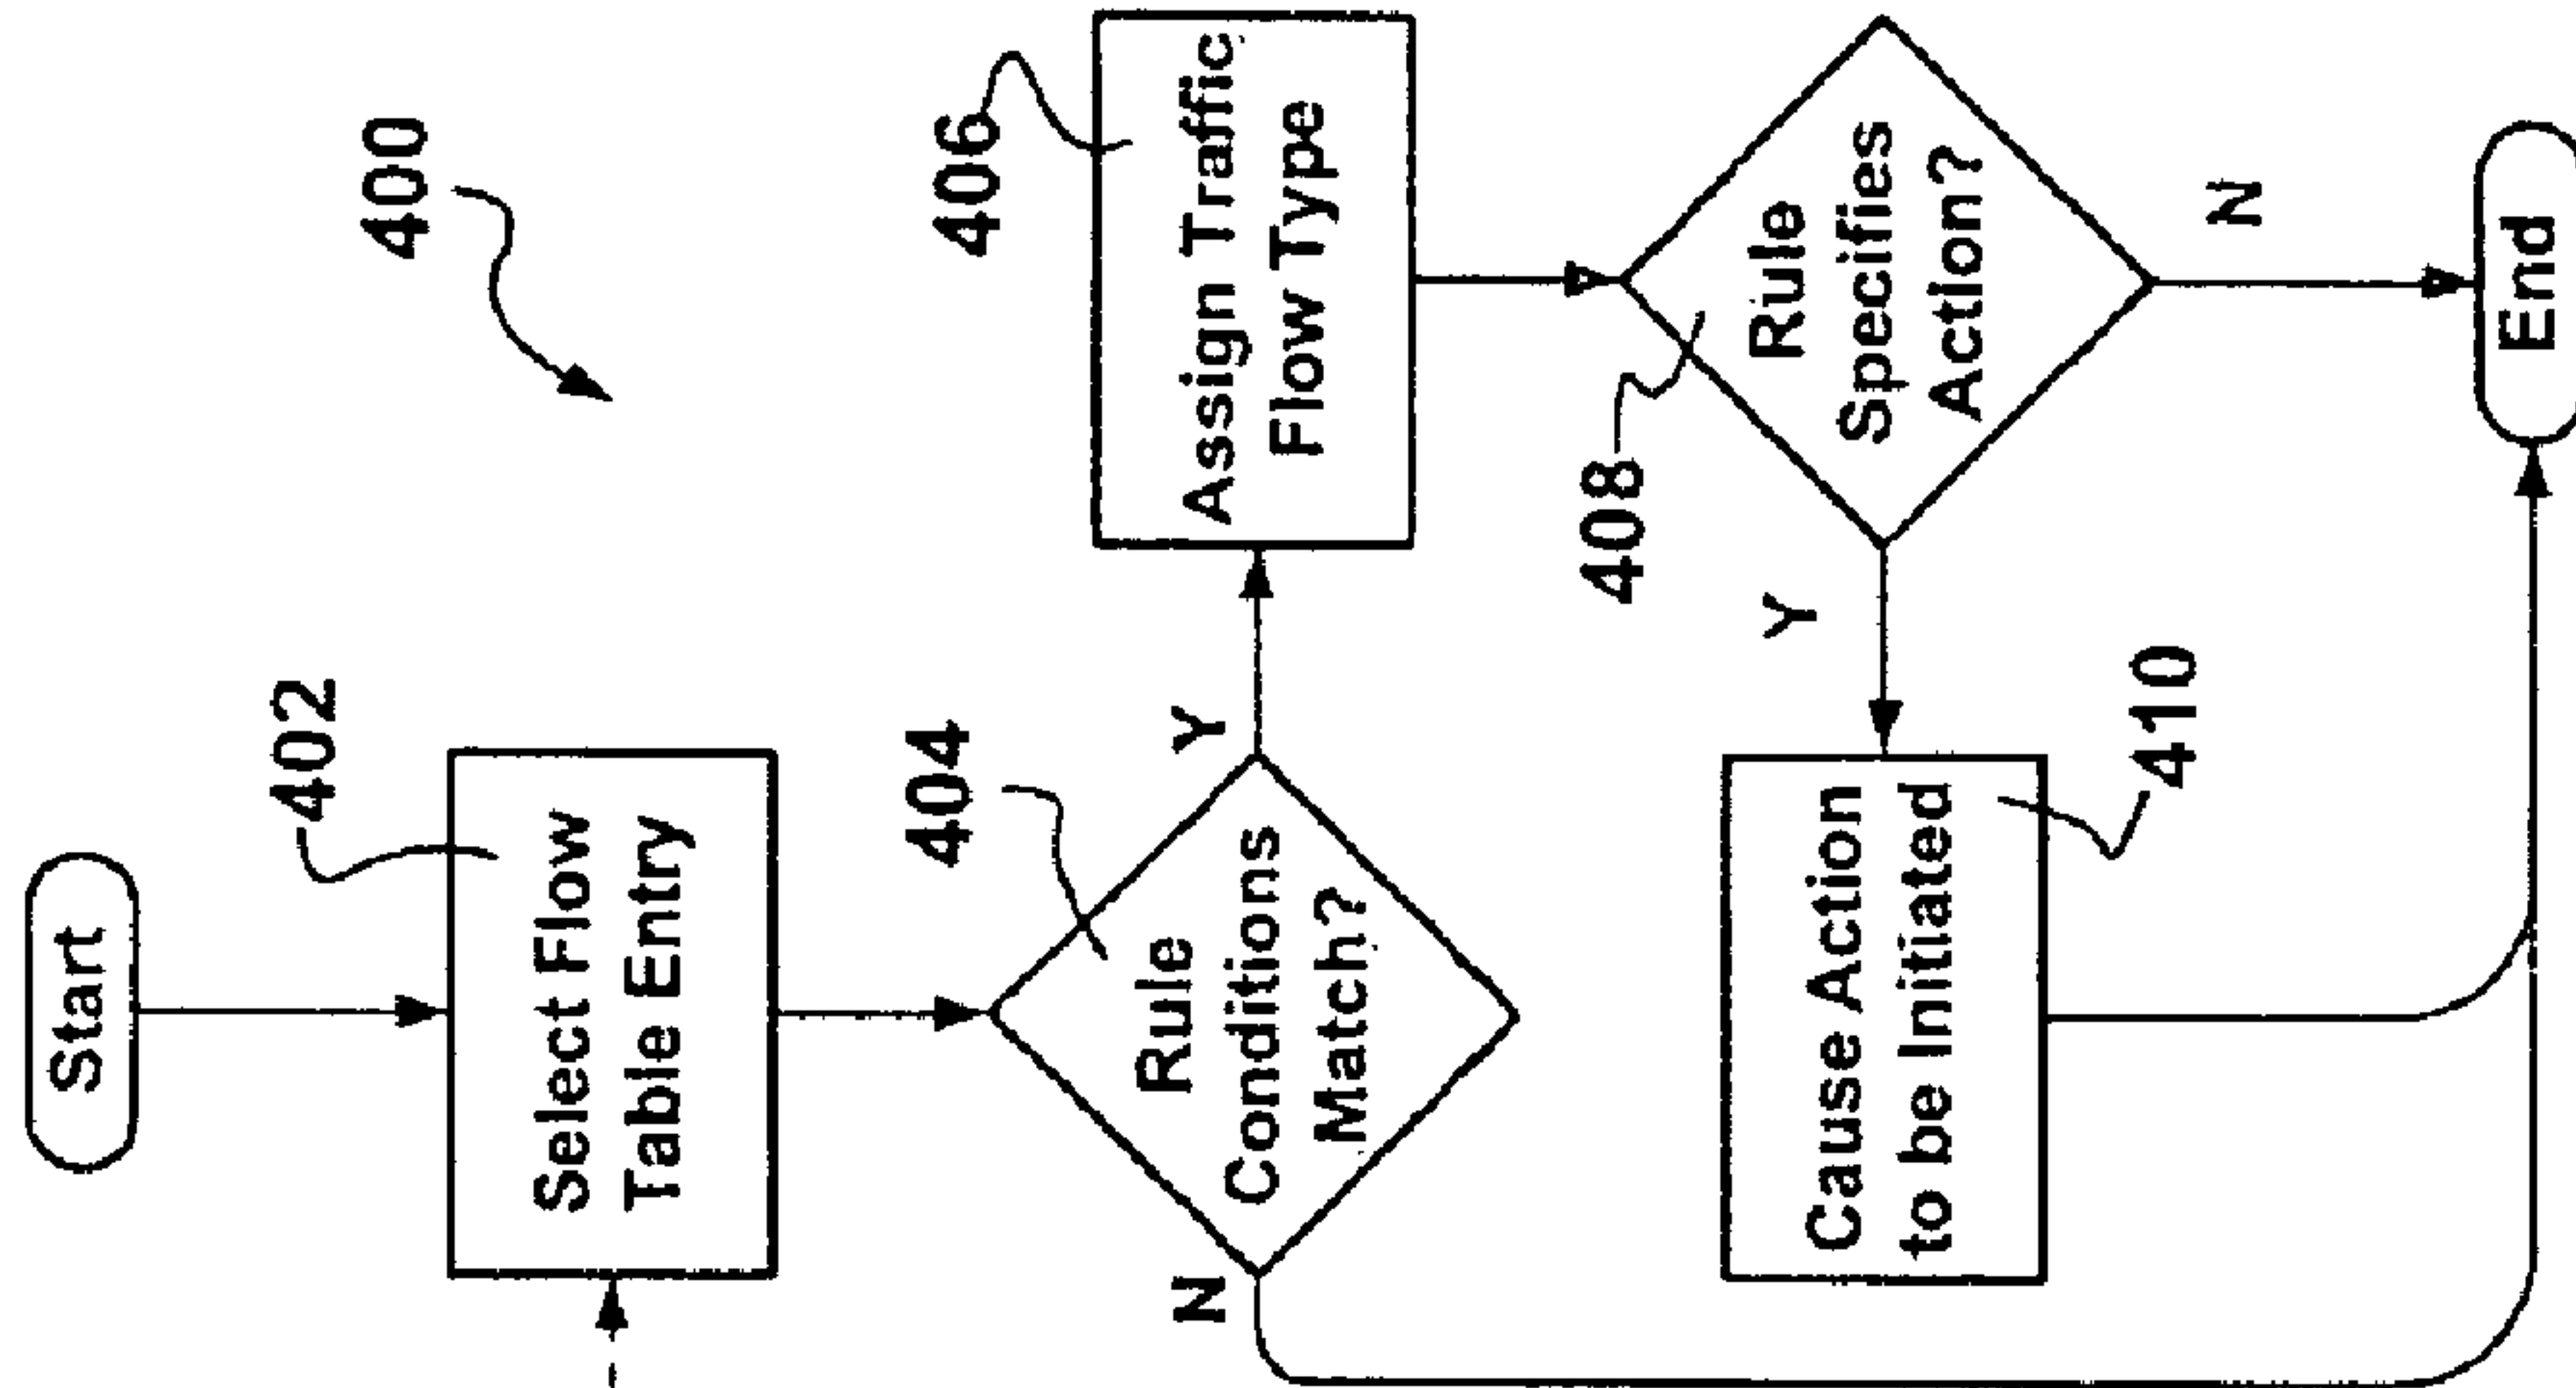 400
Start
402
Select Flow
Table Entry
404
Rule
Conditions
Match?
Y
N
406
Assign Traffic
Flow Type
408
Rule
Specifies
Action?
Y
N
410
Cause Action
to be Initiated
End